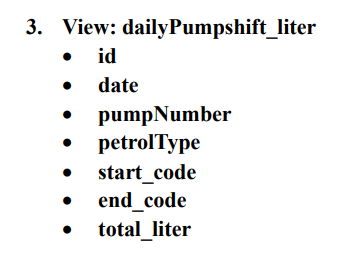 3. View: dailyPumpshift_liter
• id
• date
• pumpNumber
• petrolType
• start_code
• end_code
• total_liter